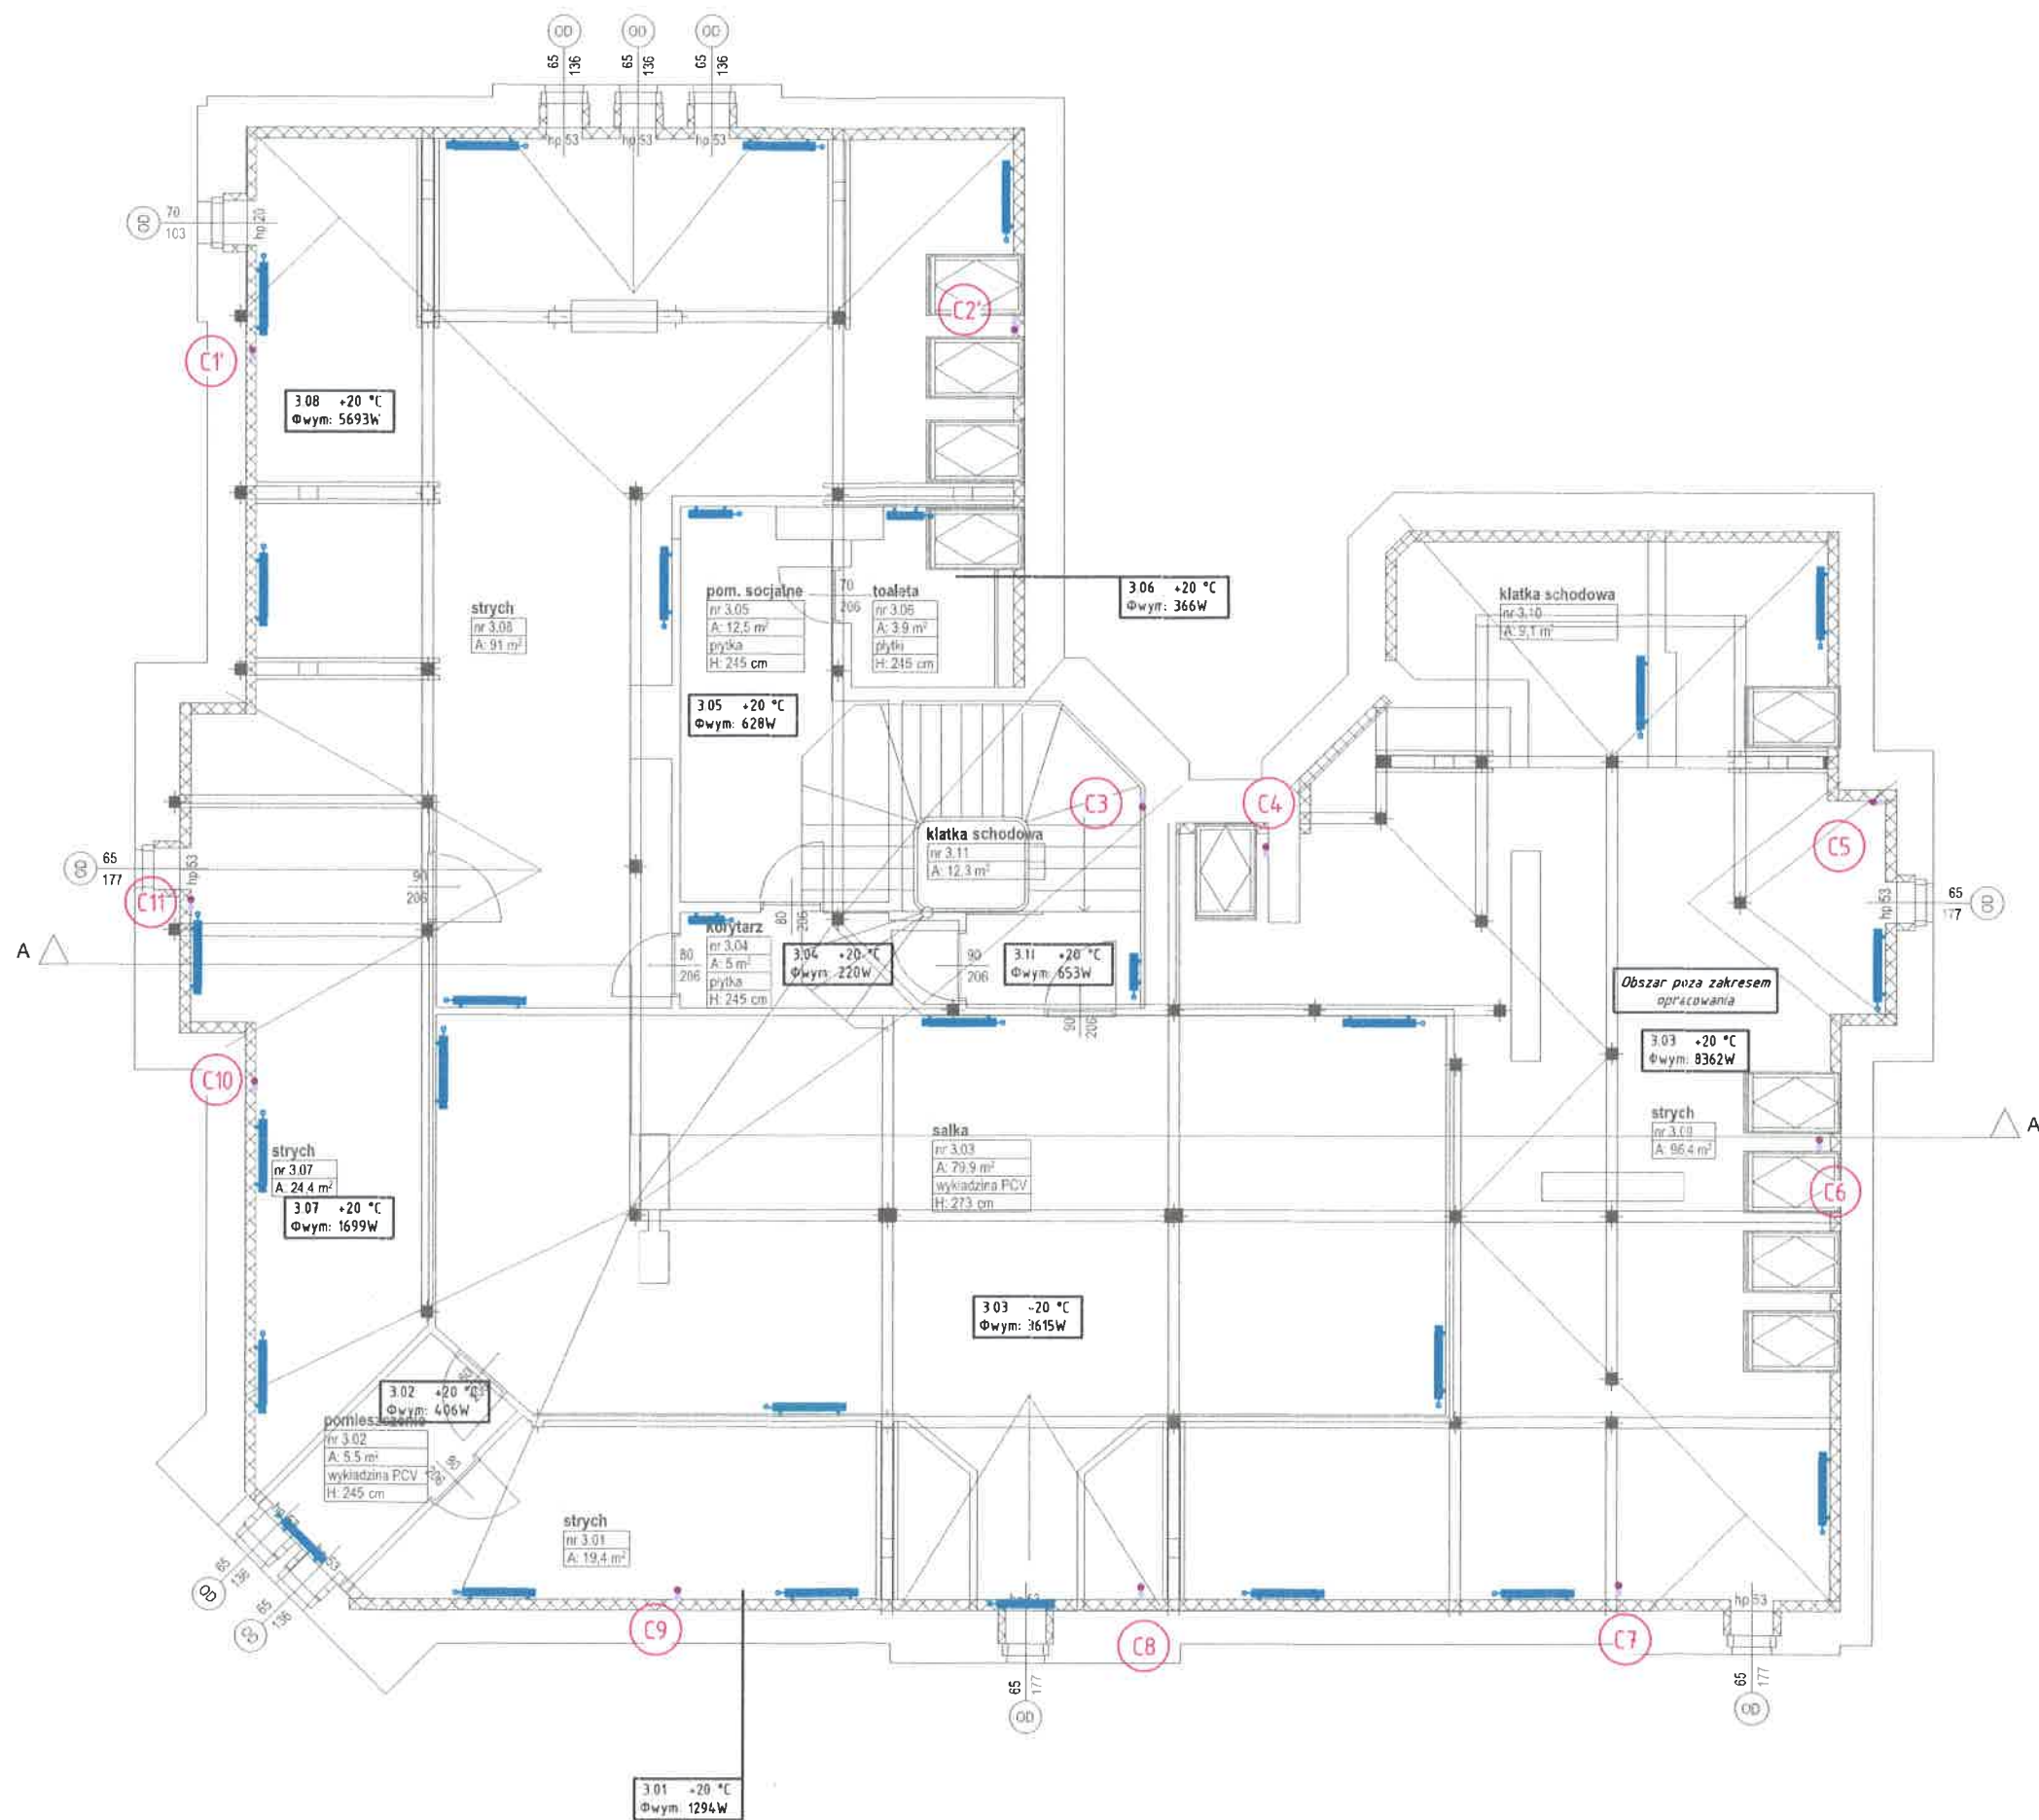 OD
OD
OD
65
136
65
136
65
136
hp 53
hp 53
hp 53
OD
70
103
hp 20
C1'
C2'
3.08 +20 °C
Φwym: 5693W
strych
nr 3.08
A: 91 m²
pom. socjalne
nr 3.05
A: 12,5 m²
płytka
H: 245 cm
70
206
toaleta
nr 3.06
A: 3.9 m²
płytki
H: 245 cm
3.06 +20 °C
Φwym: 366W
klatka schodowa
nr 3.10
A: 9,1 m²
3.05 +20 °C
Φwym: 628W
C3
C4
C5
klatka schodowa
nr 3.11
A: 12,3 m²
OD
65
177
hp 53
C11
90
206
80
206
hp 53
65
177
OD
A
korytarz
nr 3.04
A: 5 m²
płytka
H: 245 cm
80
206
3.04 +20 °C
Φwym: 220W
90
206
3.11 +20 °C
Φwym: 653W
90
206
Obszar poza zakresem
opracowania
3.03 +20 °C
Φwym: 8362W
C10
strych
nr 3.07
A: 24,4 m²
3.07 +20 °C
Φwym: 1699W
salka
nr 3.03
A: 79.9 m²
wykładzina PCV
H: 273 cm
strych
A: 96,4 m²
A
C6
3.03 -20 °C
3.02 +20 °C
Φwym: 406W
pomieszczenie
nr 3.02
A: 5.5 m²
wykładzina PCV
H: 245 cm
90
206
strych
nr 3.01
A: 19,4 m²
65
136
OD
65
136
OD
hp 53
C9
C8
C7
65
177
OD
65
177
OD
3.01 +20 °C
Φwym: 1294W